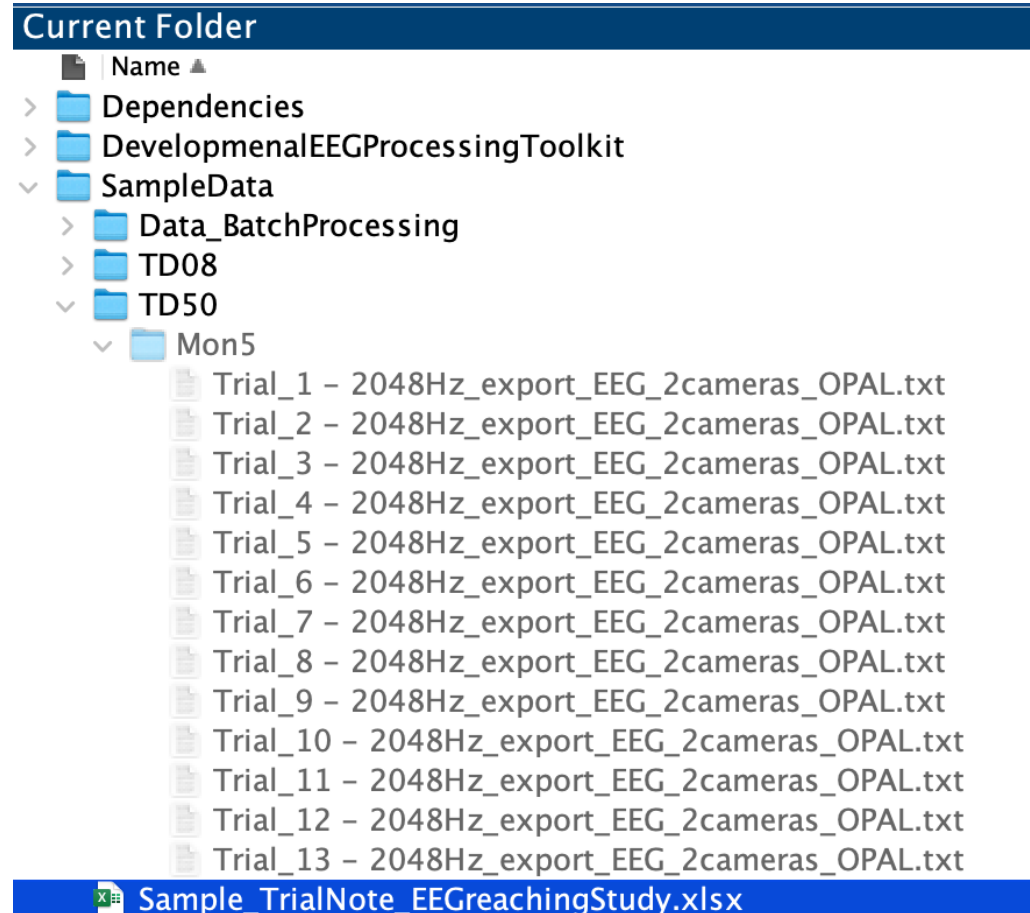 Current Folder
Name
Dependencies
DevelopmenalEEGProcessingToolkit
SampleData
Data_BatchProcessing
TD08
TD50
Mon5
Trial_1 – 2048Hz_export_EEG_2cameras_OPAL.txt
Trial_2 – 2048Hz_export_EEG_2cameras_OPAL.txt
Trial_3 – 2048Hz_export_EEG_2cameras_OPAL.txt
Trial_4 – 2048Hz_export_EEG_2cameras_OPAL.txt
Trial_5 – 2048Hz_export_EEG_2cameras_OPAL.txt
Trial_6 – 2048Hz_export_EEG_2cameras_OPAL.txt
Trial_7 – 2048Hz_export_EEG_2cameras_OPAL.txt
Trial_8 – 2048Hz_export_EEG_2cameras_OPAL.txt
Trial_9 – 2048Hz_export_EEG_2cameras_OPAL.txt
Trial_10 – 2048Hz_export_EEG_2cameras_OPAL.txt
Trial_11 – 2048Hz_export_EEG_2cameras_OPAL.txt
Trial_12 – 2048Hz_export_EEG_2cameras_OPAL.txt
Trial_13 – 2048Hz_export_EEG_2cameras_OPAL.txt
Sample_TrialNote_EEGreachingStudy.xlsx